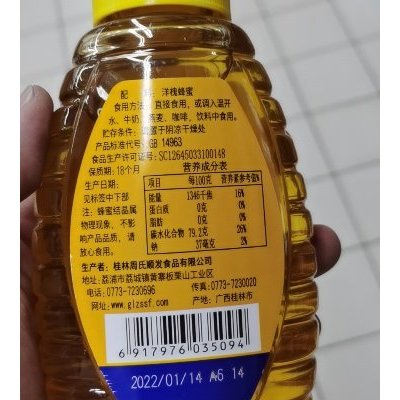 配 料：洋槐蜂蜜
食用方法：直接食用，或调入温开
水、牛奶、燕麦、咖啡、饮料中食用。
贮存条件：放置于阴凉干燥处
产品标准代号：GB 14963
食品生产许可证号：SC12645033100148
保质期：18个月
营养成分表
生产日期：
见标签中下部
注：蜂蜜结晶属
物理现象，不影
响产品品质，请
放心食用。
项目 每100克 营养素参考值%
能量 1346千焦 16%
蛋白质 0克 0%
脂肪 0克 0%
碳水化合物 79.2克 26%
钠 37毫克 2%
生产者：桂林周氏顺发食品有限公司
地址：荔浦市荔城镇黄寨板栗山工业区
电话：0773-7230696 传真：0773-7230020
网址：www.glzssf.com 产地：广西桂林市
6 917976 035094
2022/01/14 A6 14